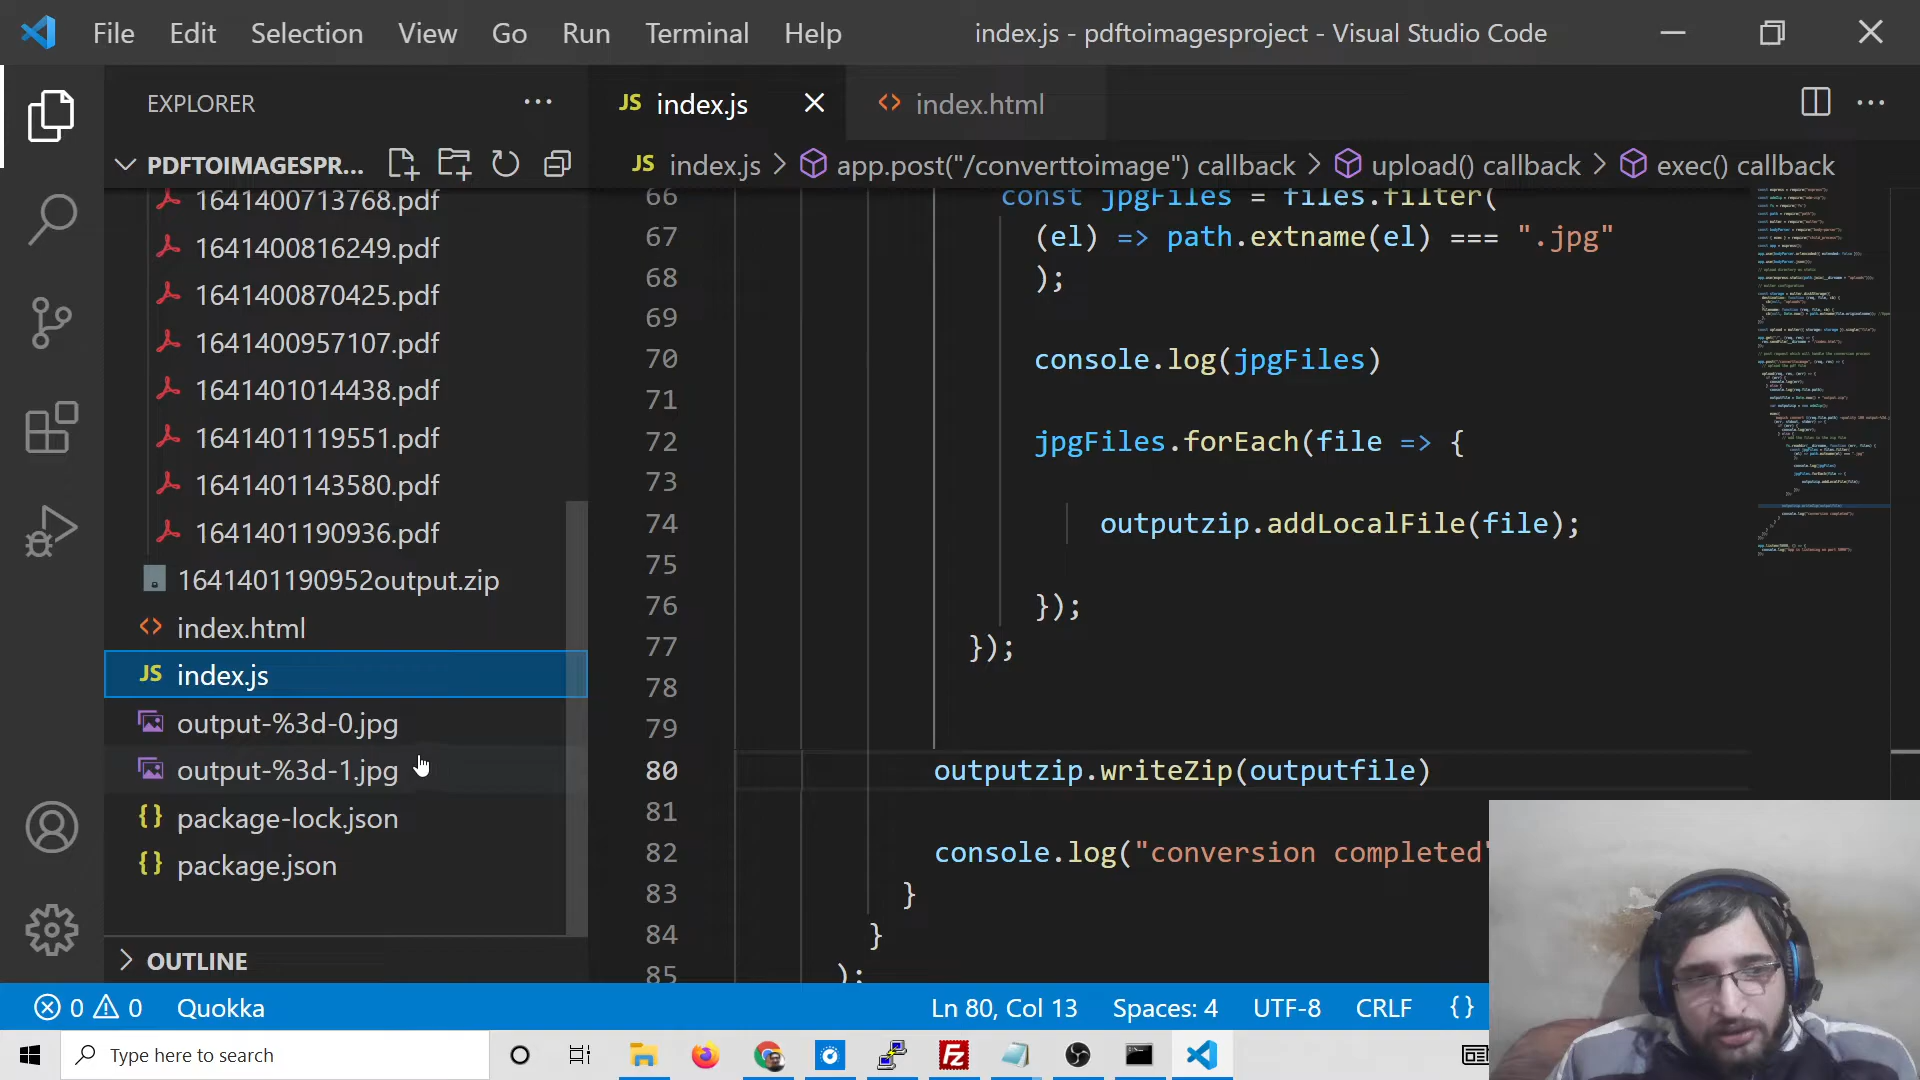 File Edit Selection View Go Run Terminal Help
index.js - pdftoimagesproject - Visual Studio Code
EXPLORER
JS index.js
<> index.html
PDFTOIMAGESPR...
JS index.js > app.post("/converttoimage") callback > upload() callback > exec() callback
1641400713768.pdf
1641400816249.pdf
1641400870425.pdf
1641400957107.pdf
1641401014438.pdf
1641401119551.pdf
1641401143580.pdf
1641401190936.pdf
1641401190952output.zip
<> index.html
JS index.js
output-%3d-0.jpg
output-%3d-1.jpg
{} package-lock.json
{} package.json
OUTLINE
66 const jpgFiles = files.filter(
67 (el) => path.extname(el) === ".jpg"
68 );
69
70 console.log(jpgFiles)
71
72 jpgFiles.forEach(file => {
73
74 outputzip.addLocalFile(file);
75
76 });
77 });
78
79
80 outputzip.writeZip(outputfile)
81
82 console.log("conversion completed"
83 }
84 }
85 );
0 0 Quokka
Ln 80, Col 13 Spaces: 4 UTF-8 CRLF {}
Type here to search